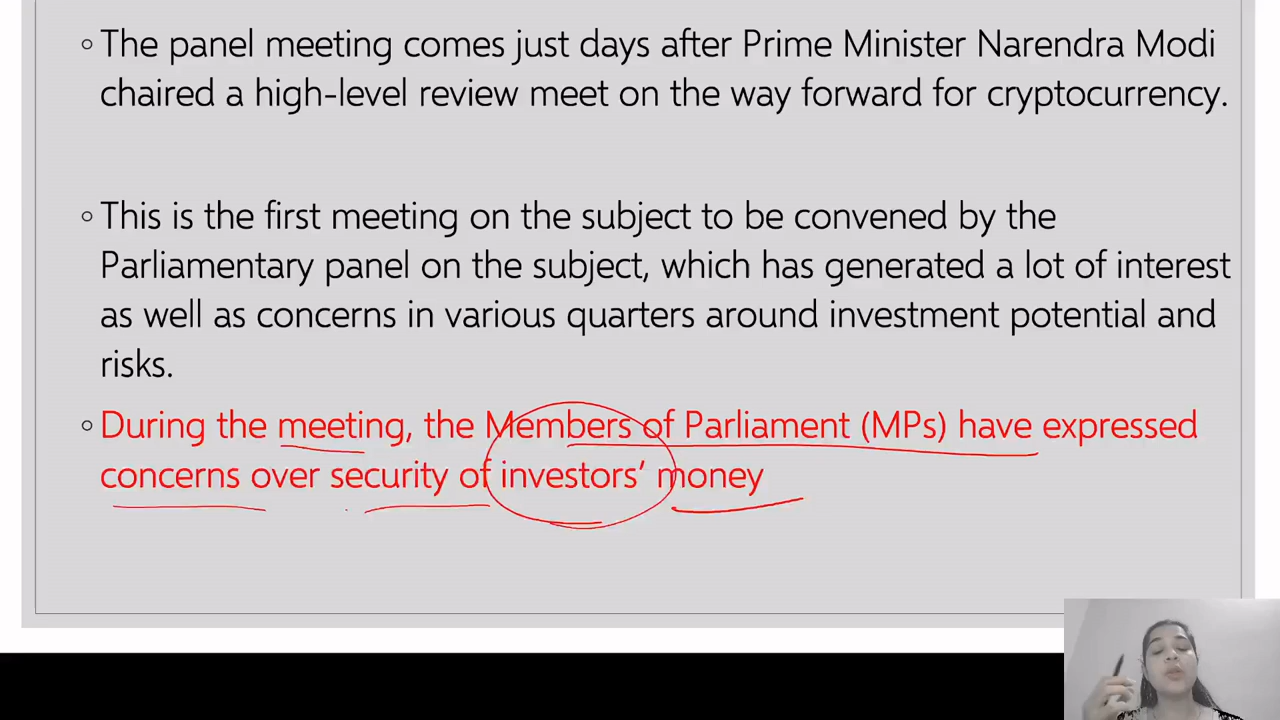 ◦ The panel meeting comes just days after Prime Minister Narendra Modi
chaired a high-level review meet on the way forward for cryptocurrency.
◦ This is the first meeting on the subject to be convened by the
Parliamentary panel on the subject, which has generated a lot of interest
as well as concerns in various quarters around investment potential and
risks.
◦ During the meeting, the Members of Parliament (MPs) have expressed
concerns over security of investors’ money